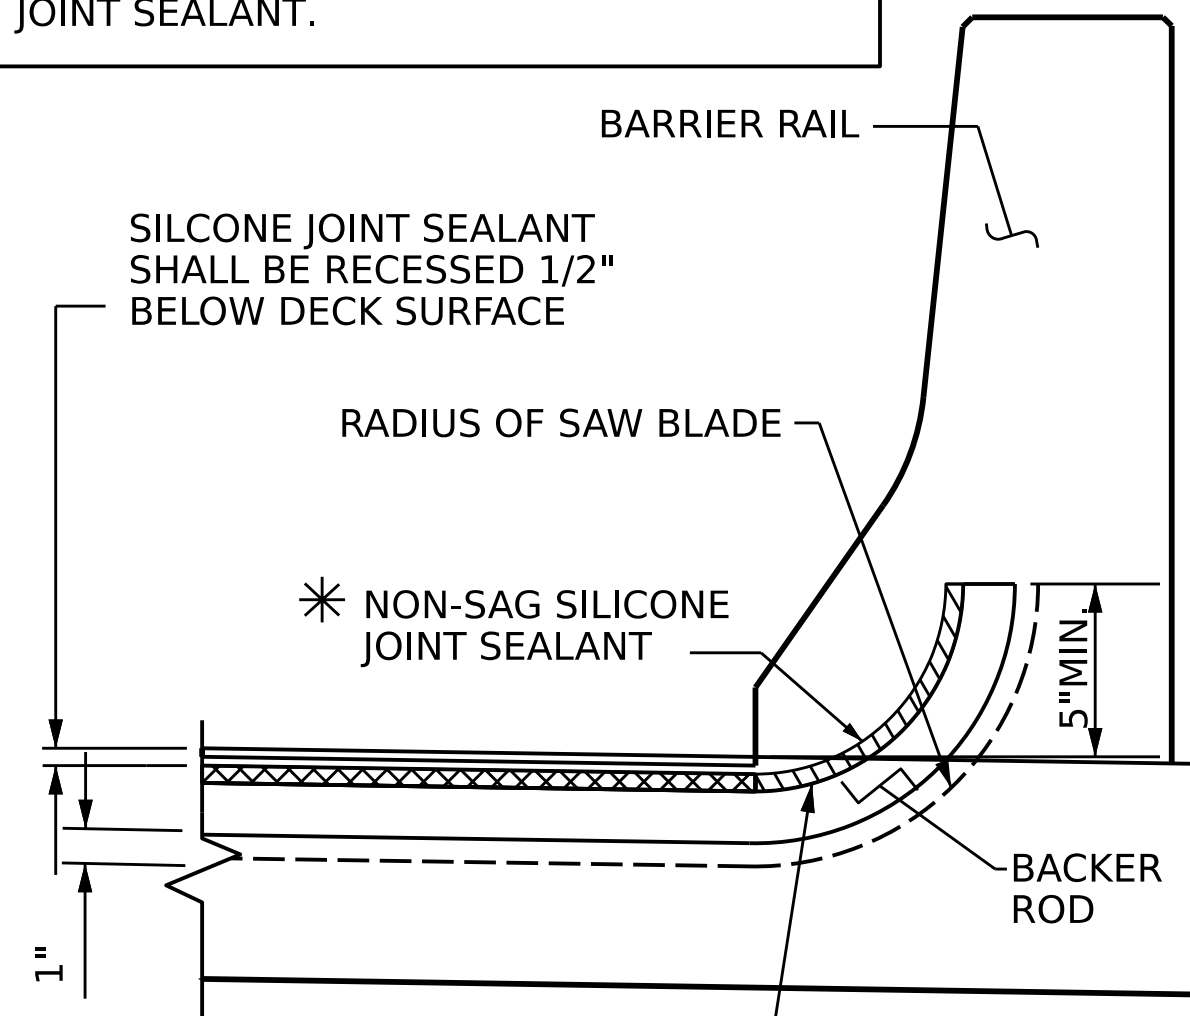 JOINT SEALANT.
BARRIER RAIL
SILCONE JOINT SEALANT
SHALL BE RECESSED 1/2"
BELOW DECK SURFACE
RADIUS OF SAW BLADE
NON-SAG SILICONE
JOINT SEALANT
5"MIN.
BACKER
ROD
1"